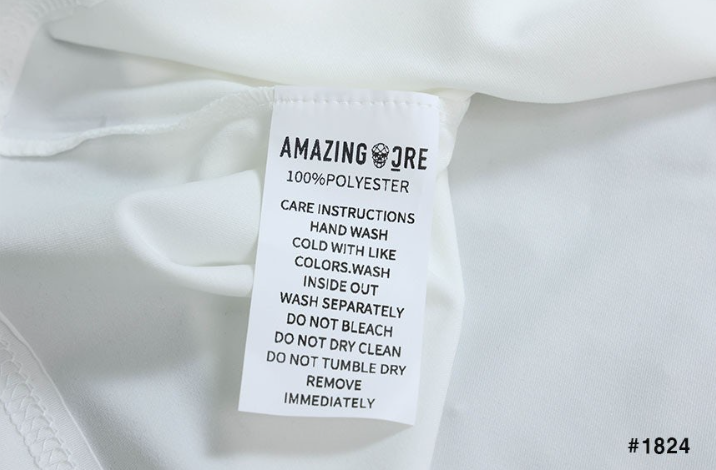 AMAZING ƆRE
100%POLYESTER
CARE INSTRUCTIONS
HAND WASH
COLD WITH LIKE
COLORS.WASH
INSIDE OUT
WASH SEPARATELY
DO NOT BLEACH
DO NOT DRY CLEAN
DO NOT TUMBLE DRY
REMOVE
IMMEDIATELY
#1824